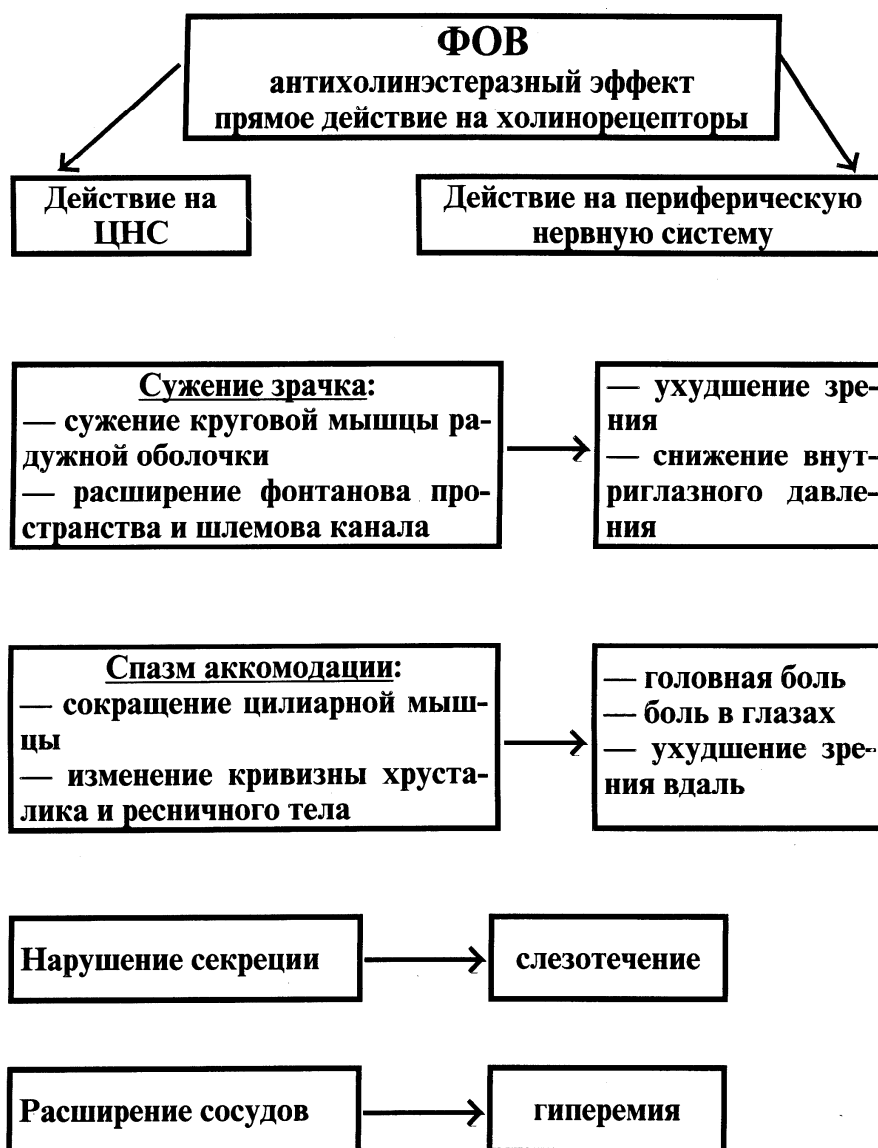 ФОВ
антихолинэстеразный эффект
прямое действие на холинорецепторы
Действие на
ЦНС
Действие на периферическую
нервную систему
Сужение зрачка:
— сужение круговой мышцы ра-
дужной оболочки
— расширение фонтанова про-
странства и шлемова канала
— ухудшение зре-
ния
— снижение внут-
риглазного давле-
ния
Спазм аккомодации:
— сокращение цилиарной мыш-
цы
— изменение кривизны хруста-
лика и ресничного тела
— головная боль
— боль в глазах
— ухудшение зре-
ния вдаль
Нарушение секреции
слезотечение
Расширение сосудов
гиперемия